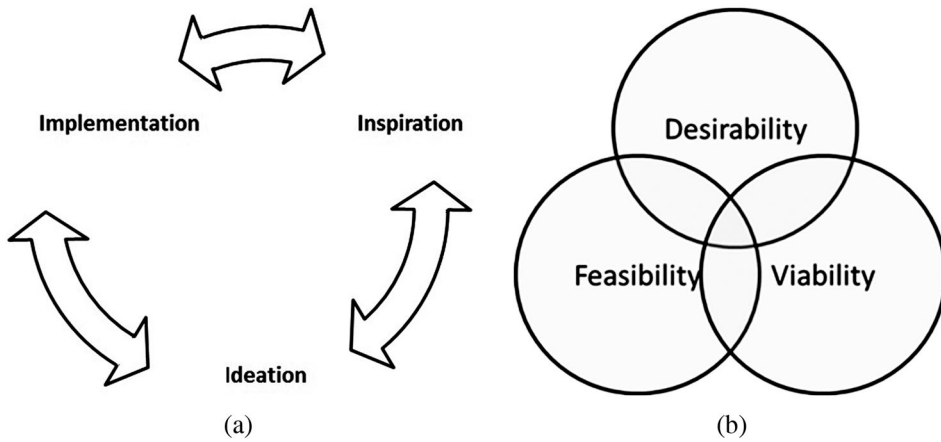 Implementation
Inspiration
Ideation
(a)
Desirability
Feasibility
Viability
(b)